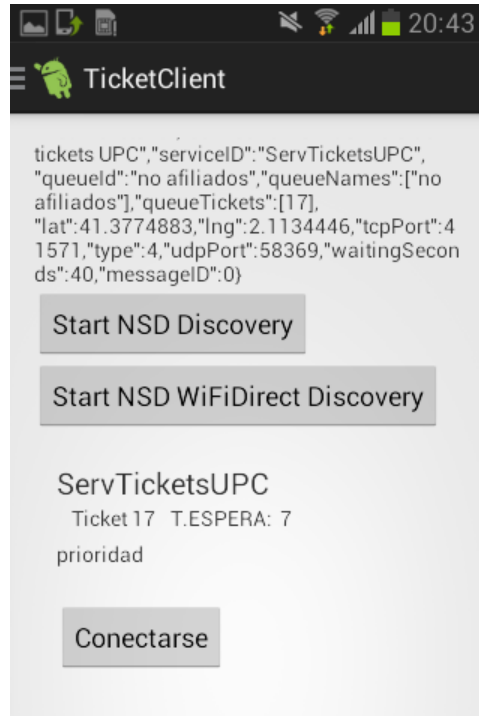 20:43
TicketClient
tickets UPC","serviceID":"ServTicketsUPC",
"queueId":"no afiliados","queueNames":["no
afiliados"],"queueTickets":[17],
"lat":41.3774883,"lng":2.1134446,"tcpPort":4
1571,"type":4,"udpPort":58369,"waitingSecon
ds":40,"messageID":0}
Start NSD Discovery
Start NSD WiFiDirect Discovery
ServTicketsUPC
Ticket 17 T.ESPERA: 7
prioridad
Conectarse